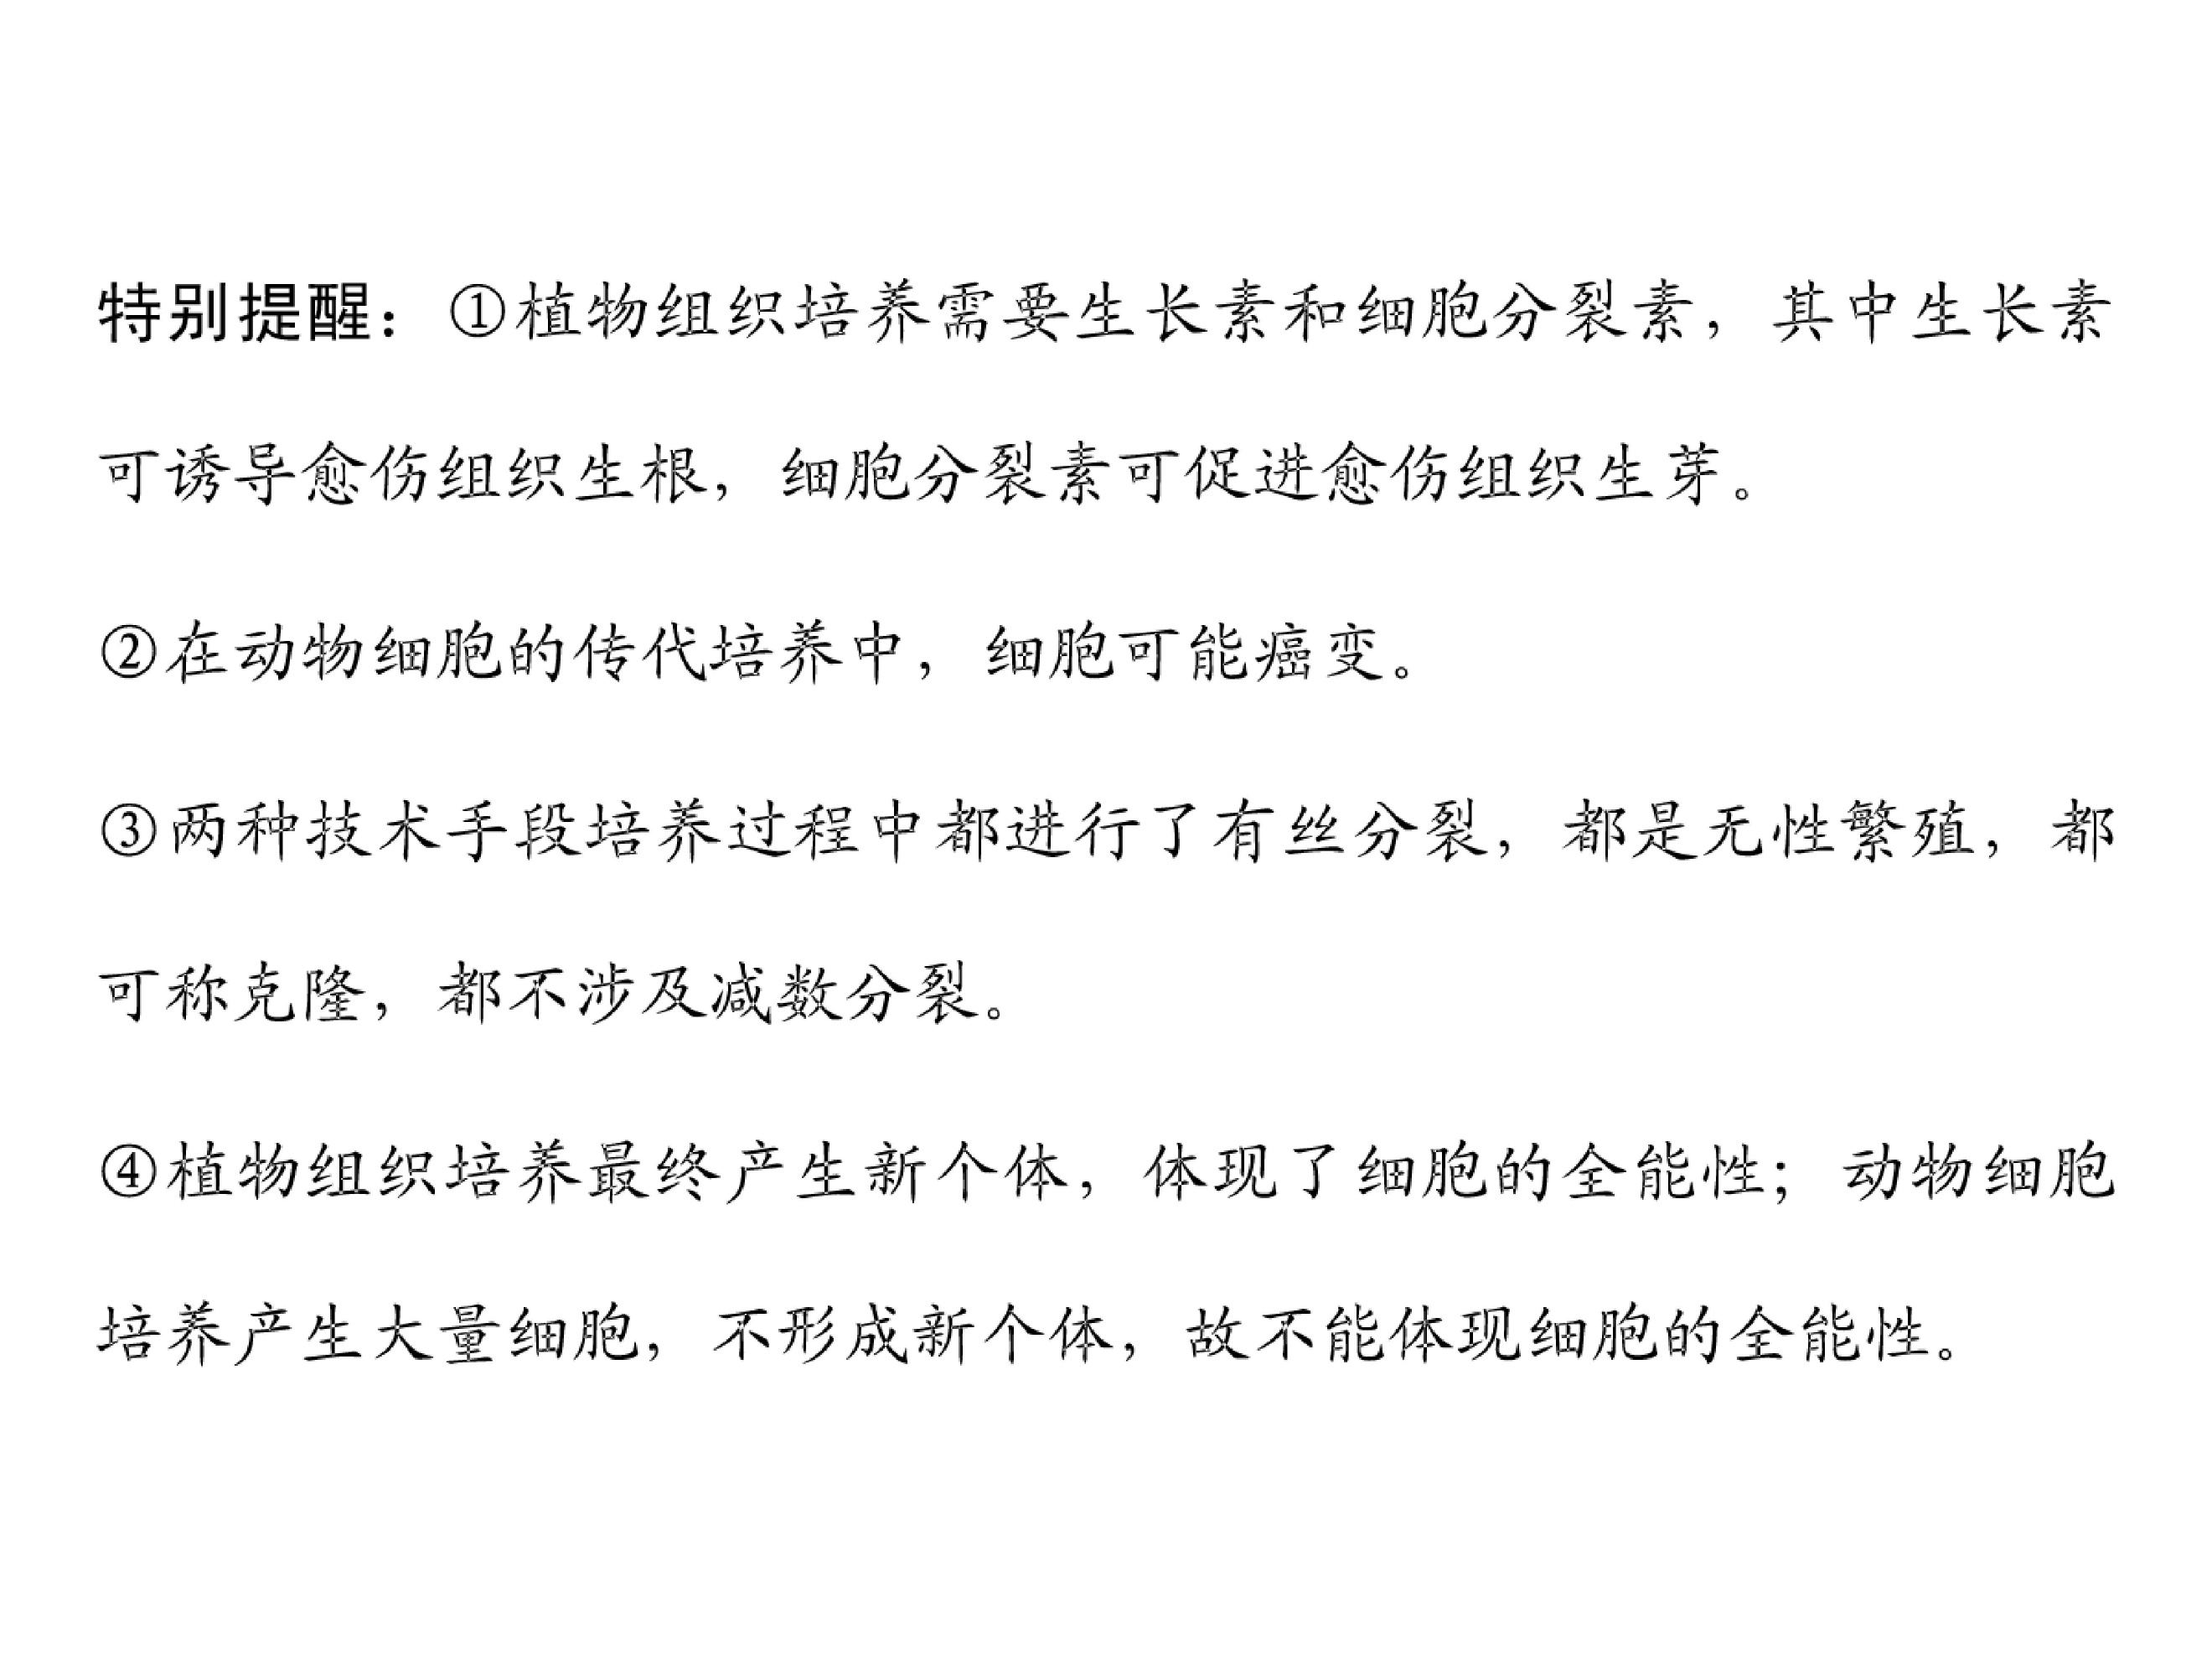 特别提醒：①植物组织培养需要生长素和细胞分裂素，其中生长素
可诱导愈伤组织生根，细胞分裂素可促进愈伤组织生芽。
②在动物细胞的传代培养中，细胞可能癌变。
③两种技术手段培养过程中都进行了有丝分裂，都是无性繁殖，都
可称克隆，都不涉及减数分裂。
④植物组织培养最终产生新个体，体现了细胞的全能性；动物细胞
培养产生大量细胞，不形成新个体，故不能体现细胞的全能性。